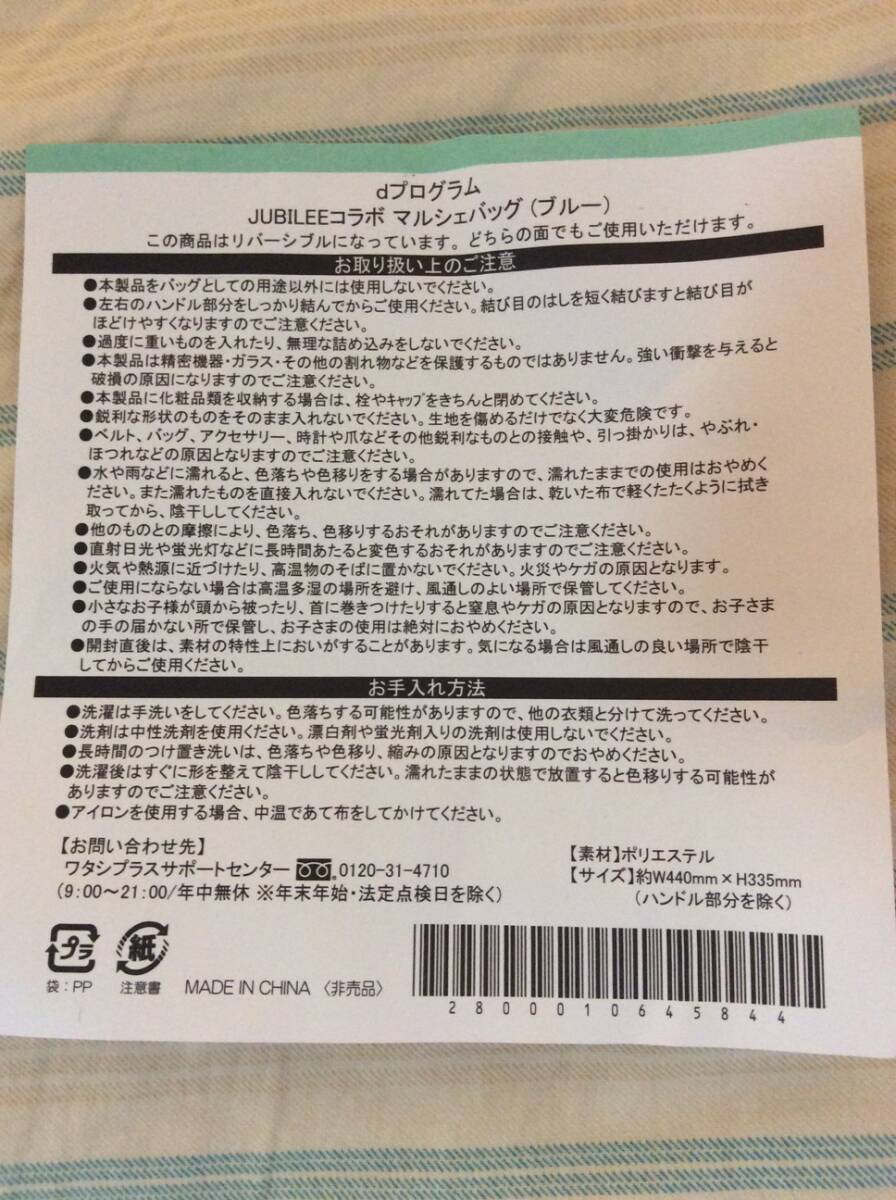 dプログラム
JUBILEEコラボ マルシェバッグ(ブルー)
この商品はリバーシブルになっています。どちらの面でもご使用いただけます。
お取り扱い上のご注意
●本製品をバッグとしての用途以外には使用しないでください。
●左右のハンドル部分をしっかり結んでからご使用ください。結び目のはしを短く結びますと結び目が
ほどけやすくなりますのでご注意ください。
●過度に重いものを入れたり、無理な詰め込みをしないでください。
●本製品は精密機器・ガラス・その他の割れ物などを保護するものではありません。強い衝撃を与えると
破損の原因になりますのでご注意ください。
●本製品に化粧品類を収納する場合は、栓やキャップをきちんと閉めてください。
●鋭利な形状のものをそのまま入れないでください。生地を傷めるだけでなく大変危険です。
●ベルト、バッグ、アクセサリー、時計や爪などその他鋭利なものとの接触や、引っ掛かりは、やぶれ・
ほつれなどの原因となりますのでご注意ください。
●水や雨などに濡れると、色落ちや色移りをする場合がありますので、濡れたままでの使用はおやめく
ださい。また濡れたものを直接入れないでください。濡れてた場合は、乾いた布で軽くたたくように拭き
取ってから、陰干ししてください。
●他のものとの摩擦により、色落ち、色移りするおそれがありますのでご注意ください。
●直射日光や蛍光灯などに長時間あたると変色するおそれがありますのでご注意ください。
●火気や熱源に近づけたり、高温物のそばに置かないでください。火災やケガの原因となります。
●ご使用にならない場合は高温多湿の場所を避け、風通しのよい場所で保管してください。
●小さなお子様が頭から被ったり、首に巻きつけたりすると窒息やケガの原因となりますので、お子さま
の手の届かない所で保管し、お子さまの使用は絶対におやめください。
●開封直後は、素材の特性上においがすることがあります。気になる場合は風通しの良い場所で陰干
してからご使用ください。
お手入れ方法
●洗濯は手洗いをしてください。色落ちする可能性がありますので、他の衣類と分けて洗ってください。
●洗剤は中性洗剤を使用ください。漂白剤や蛍光剤入りの洗剤は使用しないでください。
●長時間のつけ置き洗いは、色落ちや色移り、縮みの原因となりますのでおやめください。
●洗濯後はすぐに形を整えて陰干ししてください。濡れたままの状態で放置すると色移りする可能性が
ありますのでご注意ください。
●アイロンを使用する場合、中温であて布をしてかけてください。
【お問い合わせ先】
ワタシプラスサポートセンター 0120-31-4710
(9:00~21:00/年中無休 ※年末年始・法定点検日を除く)
【素材】ポリエステル
【サイズ】約W440mm×H335mm
(ハンドル部分を除く)
プラ
紙
袋:PP
注意書
MADE IN CHINA 〈非売品〉
2800010645844